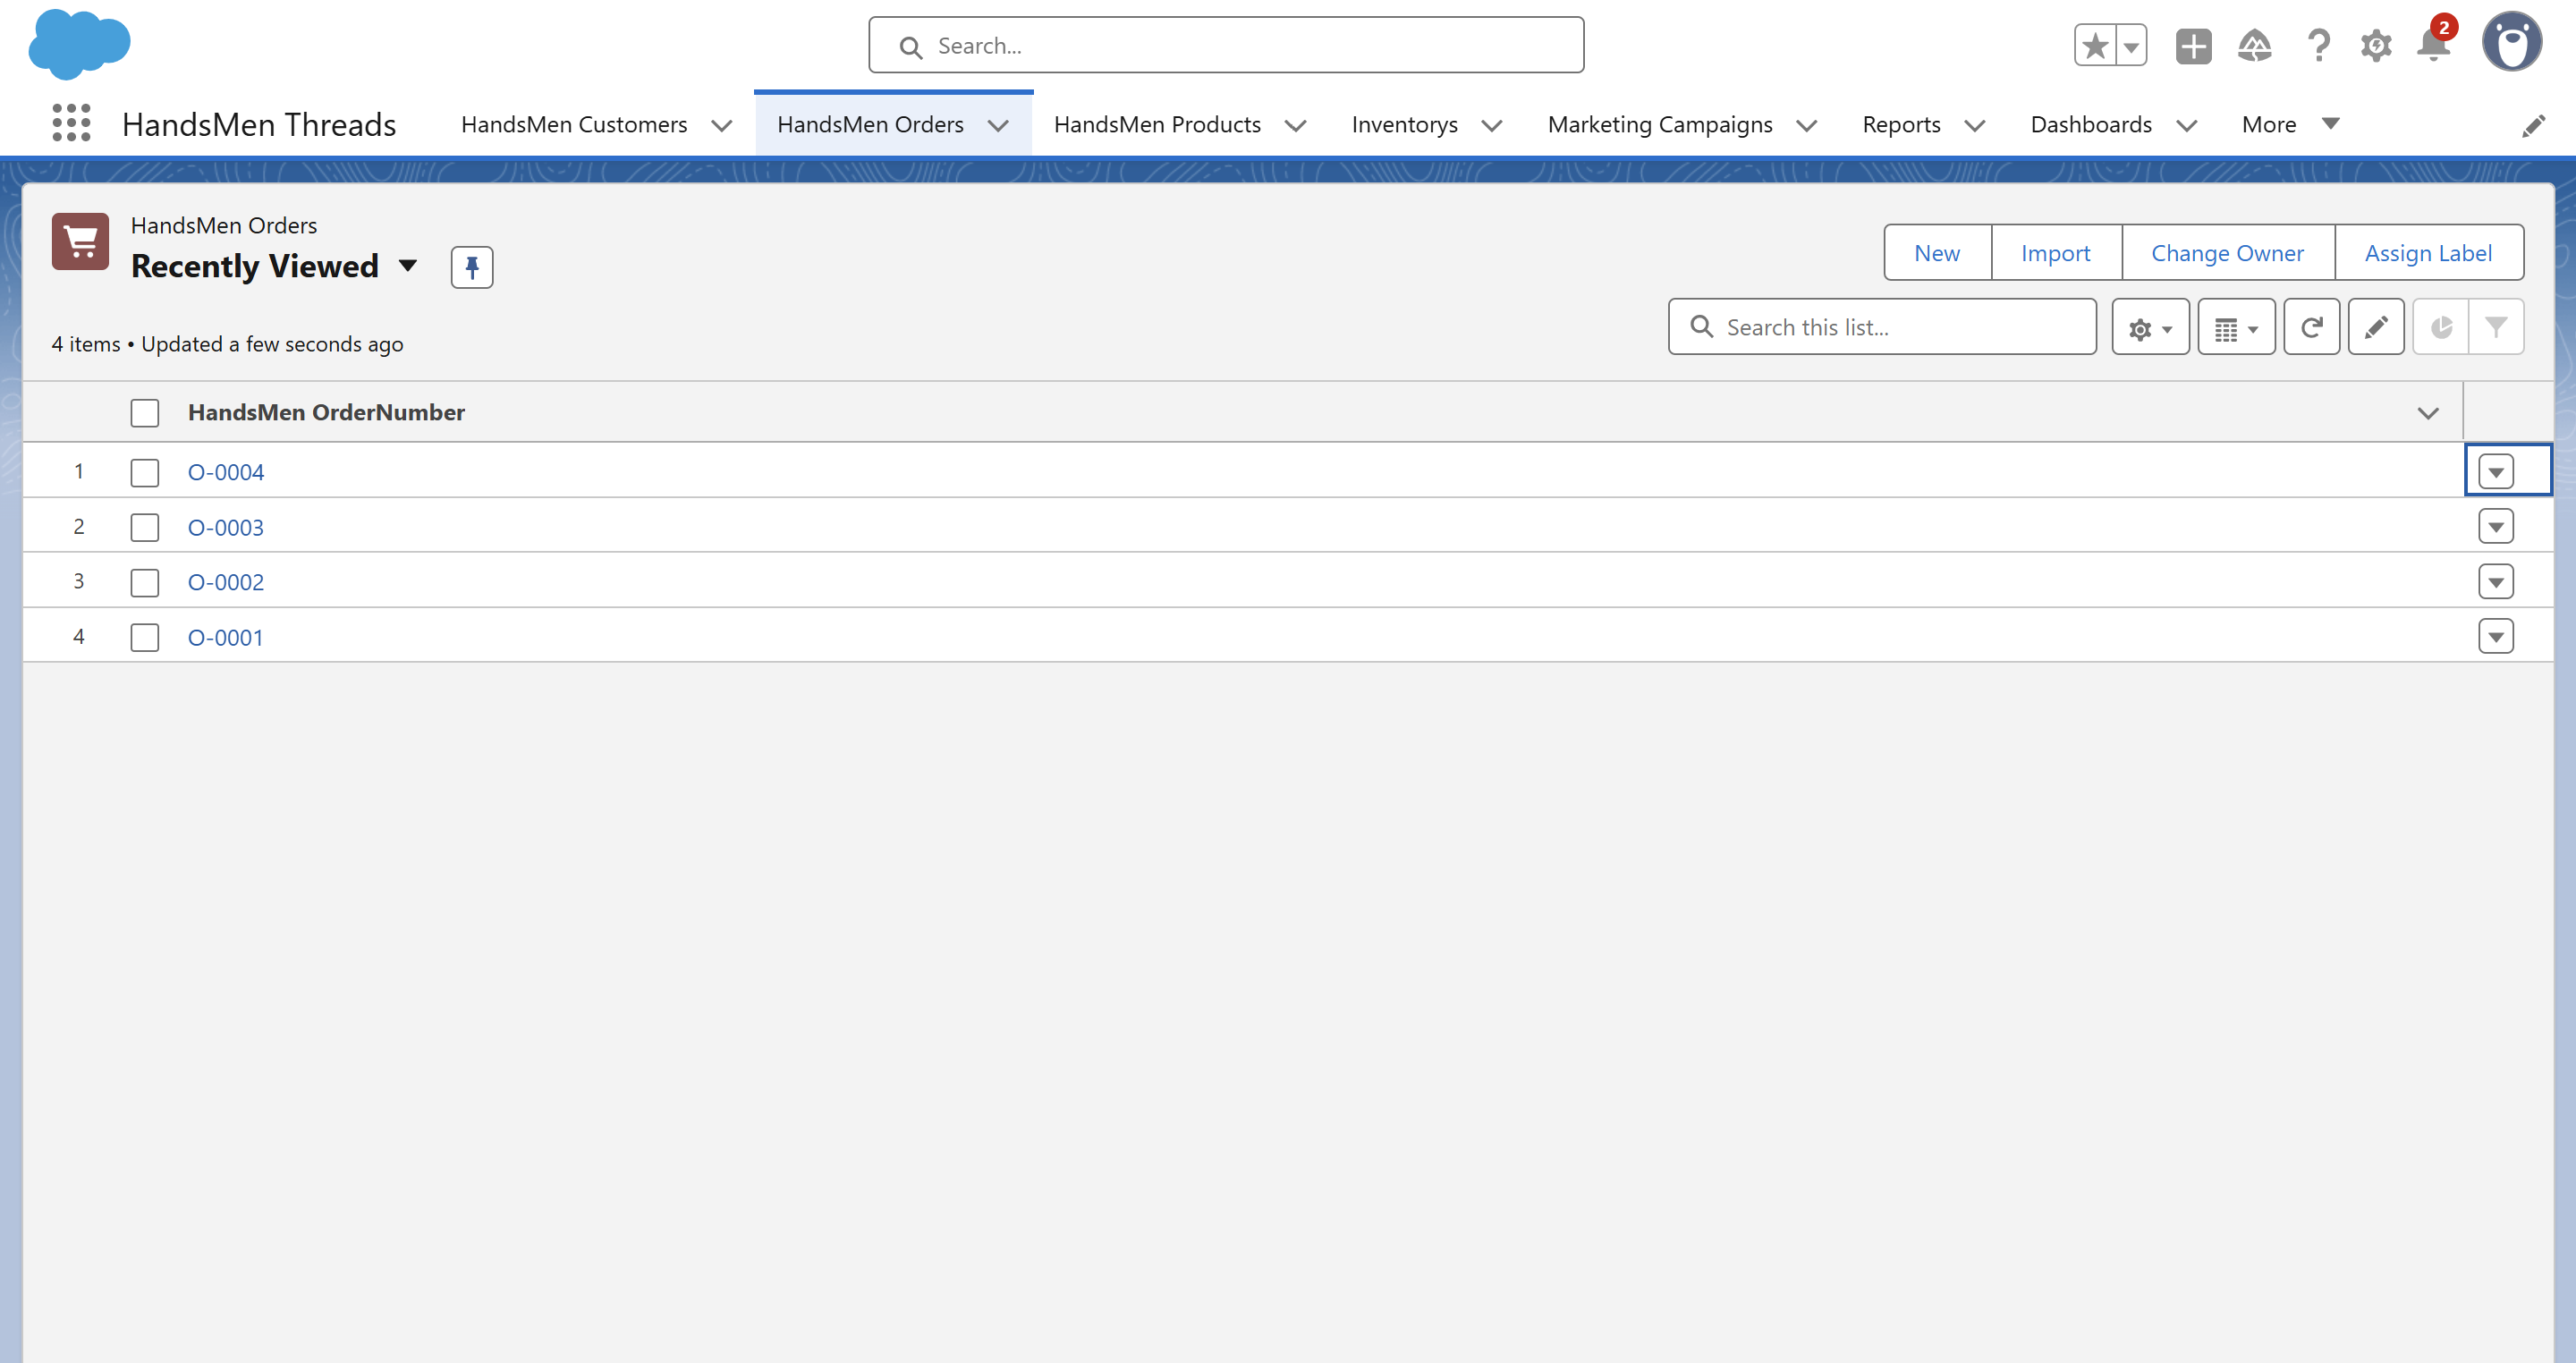 Search...
2
HandsMen Threads
HandsMen Customers
HandsMen Orders
HandsMen Products
Inventorys
Marketing Campaigns
Reports
Dashboards
More
HandsMen Orders
Recently Viewed
New
Import
Change Owner
Assign Label
4 items • Updated a few seconds ago
Search this list...
HandsMen OrderNumber
1 O-0004
2 O-0003
3 O-0002
4 O-0001